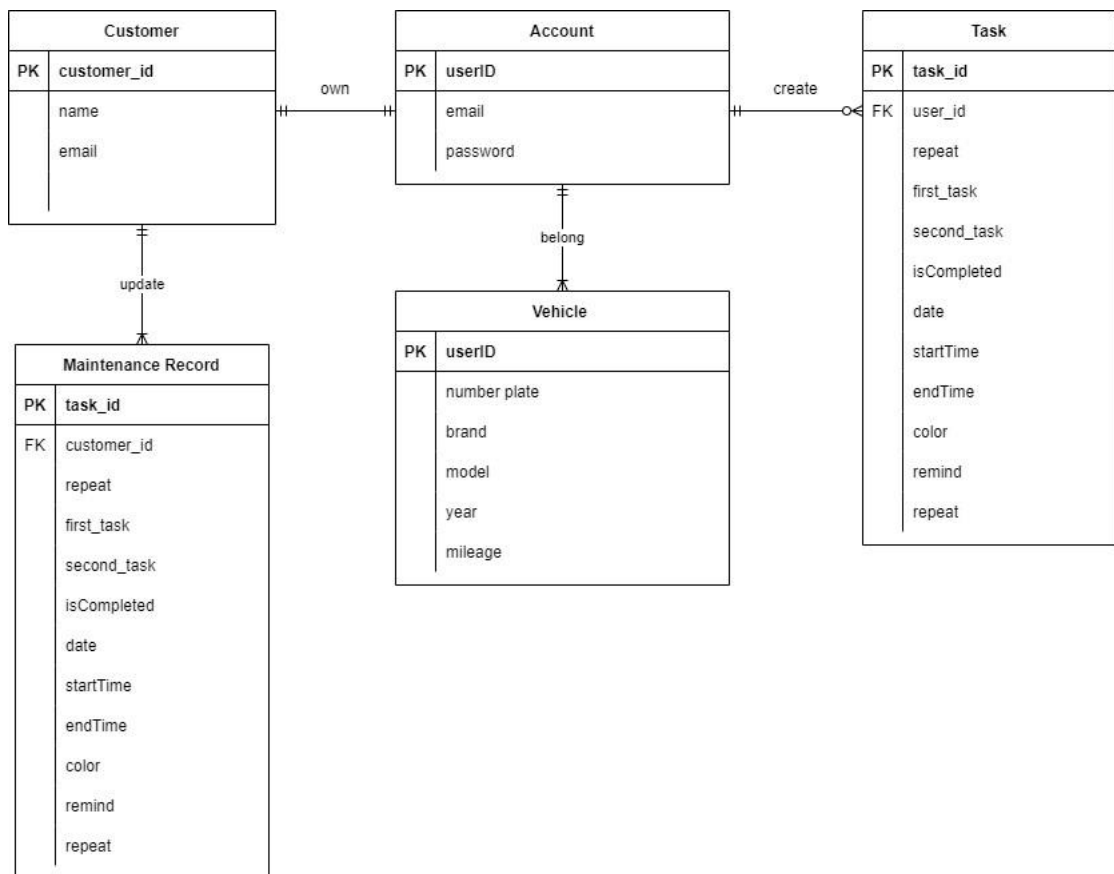 Customer
PK customer_id
name
email
own
Account
PK userID
email
password
create
Task
PK task_id
FK user_id
repeat
first_task
second_task
isCompleted
date
startTime
endTime
color
remind
repeat
update
belong
Maintenance Record
PK task_id
FK customer_id
repeat
first_task
second_task
isCompleted
date
startTime
endTime
color
remind
repeat
Vehicle
PK userID
number plate
brand
model
year
mileage